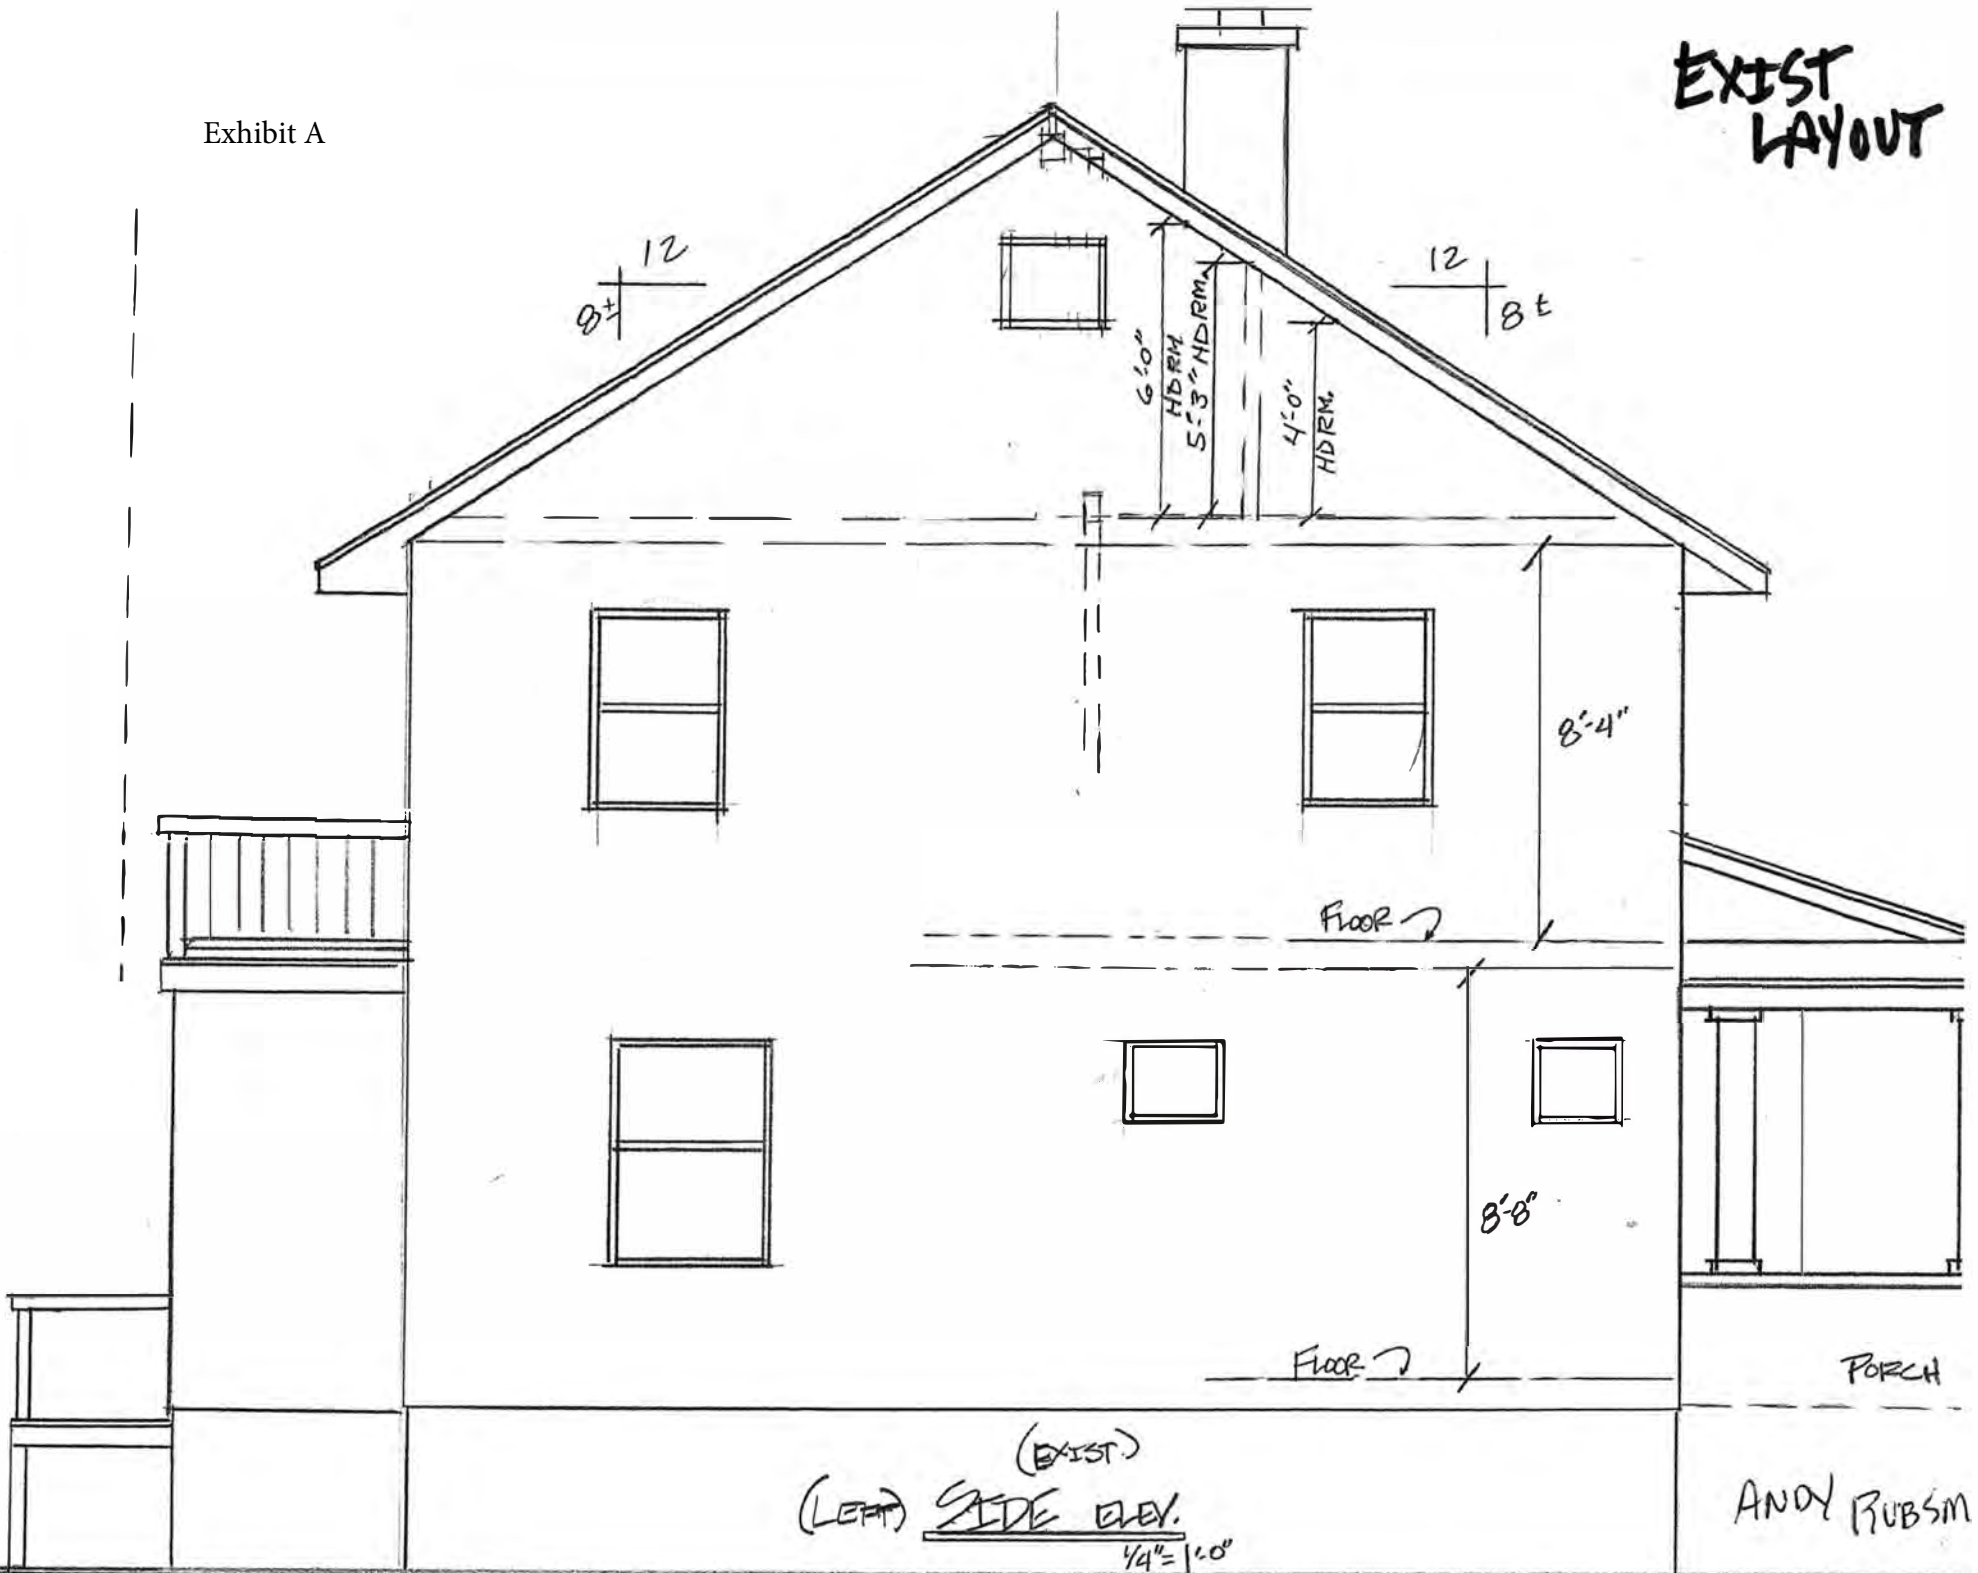 EXIST
LAYOUT
Exhibit A
12
8±
12
8±
6'-0"
HDRM
5'-3" HDRM.
4'-0"
HDRM.
8'-4"
FLOOR
8'-8"
FLOOR
PORCH
(EXIST.)
(LEFT) SIDE ELEV.
1/4"=1'-0"
ANDY RUBSM